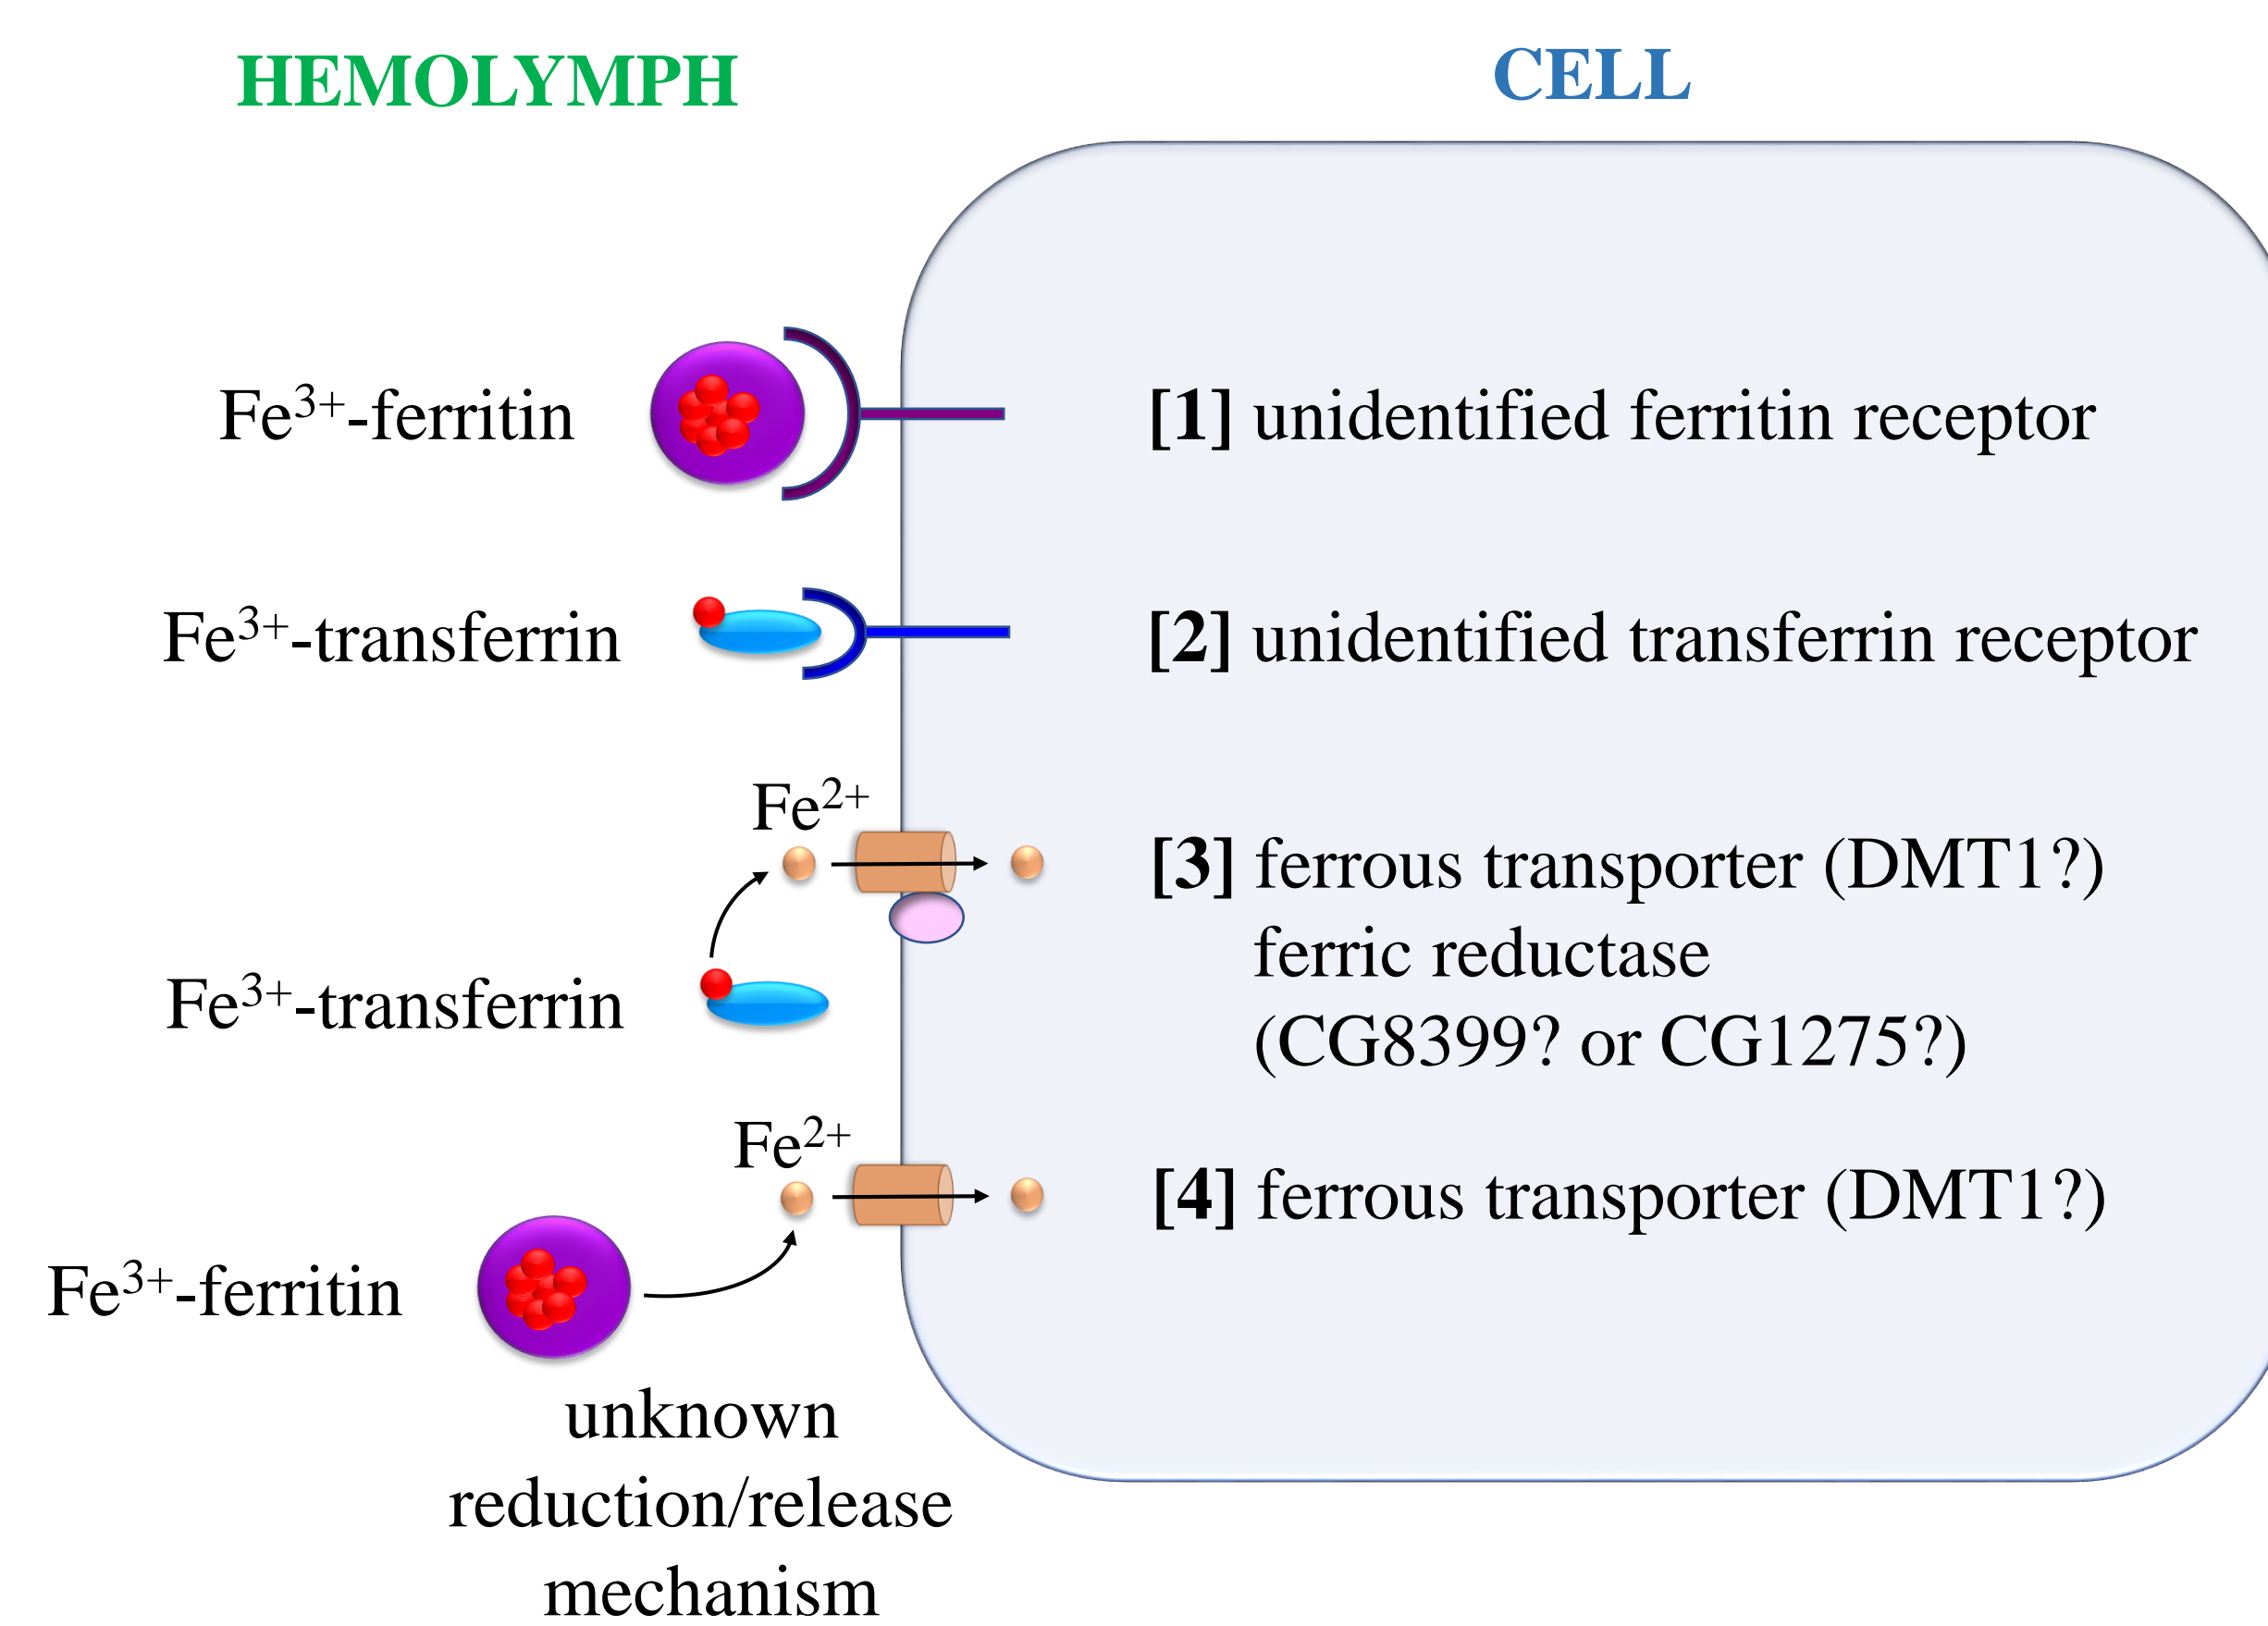 HEMOLYMPH
CELL
Fe³⁺-ferritin
[1] unidentified ferritin receptor
Fe³⁺-transferrin
[2] unidentified transferrin receptor
Fe²⁺
[3] ferrous transporter (DMT1?)
ferric reductase
(CG8399? or CG1275?)
Fe³⁺-transferrin
Fe²⁺
[4] ferrous transporter (DMT1?)
Fe³⁺-ferritin
unknown
reduction/release
mechanism